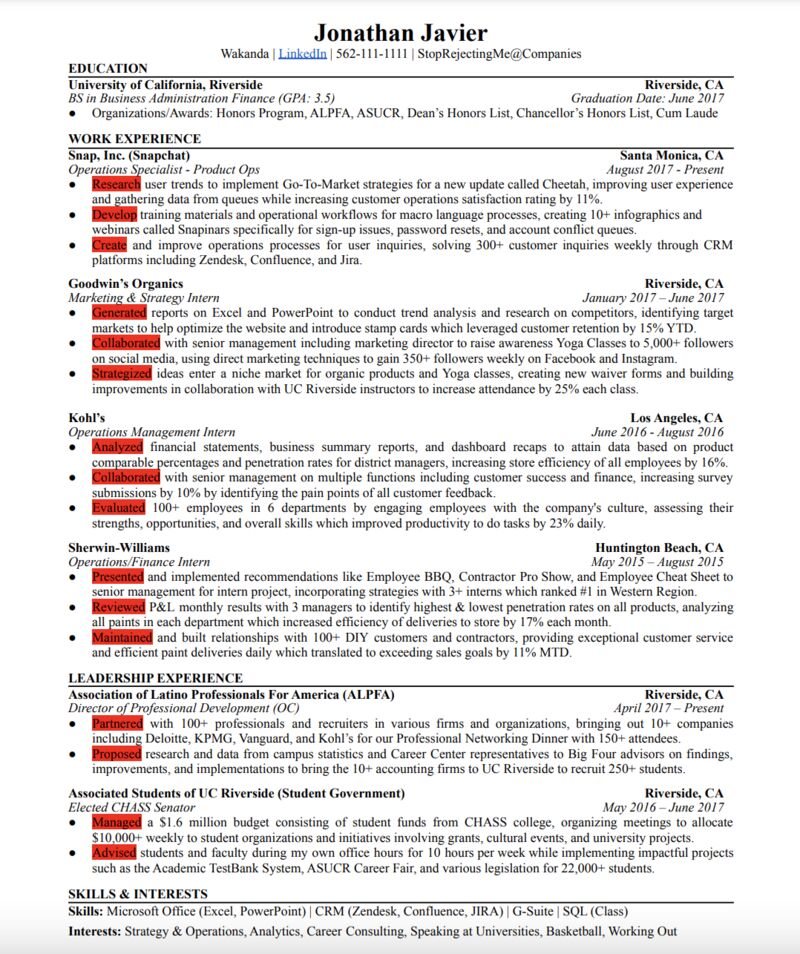 Jonathan Javier
Wakanda | LinkedIn | 562-111-1111 | StopRejectingMe@Companies
EDUCATION
University of California, Riverside Riverside, CA
BS in Business Administration Finance (GPA: 3.5) Graduation Date: June 2017
● Organizations/Awards: Honors Program, ALPFA, ASUCR, Dean's Honors List, Chancellor's Honors List, Cum Laude
WORK EXPERIENCE
Snap, Inc. (Snapchat) Santa Monica, CA
Operations Specialist - Product Ops August 2017 - Present
● Research user trends to implement Go-To-Market strategies for a new update called Cheetah, improving user experience
and gathering data from queues while increasing customer operations satisfaction rating by 11%.
● Develop training materials and operational workflows for macro language processes, creating 10+ infographics and
webinars called Snapinars specifically for sign-up issues, password resets, and account conflict queues.
● Create and improve operations processes for user inquiries, solving 300+ customer inquiries weekly through CRM
platforms including Zendesk, Confluence, and Jira.
Goodwin's Organics Riverside, CA
Marketing & Strategy Intern January 2017 – June 2017
● Generated reports on Excel and PowerPoint to conduct trend analysis and research on competitors, identifying target
markets to help optimize the website and introduce stamp cards which leveraged customer retention by 15% YTD.
● Collaborated with senior management including marketing director to raise awareness Yoga Classes to 5,000+ followers
on social media, using direct marketing techniques to gain 350+ followers weekly on Facebook and Instagram.
● Strategized ideas enter a niche market for organic products and Yoga classes, creating new waiver forms and building
improvements in collaboration with UC Riverside instructors to increase attendance by 25% each class.
Kohl's Los Angeles, CA
Operations Management Intern June 2016 - August 2016
● Analyzed financial statements, business summary reports, and dashboard recaps to attain data based on product
comparable percentages and penetration rates for district managers, increasing store efficiency of all employees by 16%.
● Collaborated with senior management on multiple functions including customer success and finance, increasing survey
submissions by 10% by identifying the pain points of all customer feedback.
● Evaluated 100+ employees in 6 departments by engaging employees with the company's culture, assessing their
strengths, opportunities, and overall skills which improved productivity to do tasks by 23% daily.
Sherwin-Williams Huntington Beach, CA
Operations/Finance Intern May 2015 – August 2015
● Presented and implemented recommendations like Employee BBQ, Contractor Pro Show, and Employee Cheat Sheet to
senior management for intern project, incorporating strategies with 3+ interns which ranked #1 in Western Region.
● Reviewed P&L monthly results with 3 managers to identify highest & lowest penetration rates on all products, analyzing
all paints in each department which increased efficiency of deliveries to store by 17% each month.
● Maintained and built relationships with 100+ DIY customers and contractors, providing exceptional customer service
and efficient paint deliveries daily which translated to exceeding sales goals by 11% MTD.
LEADERSHIP EXPERIENCE
Association of Latino Professionals For America (ALPFA) Riverside, CA
Director of Professional Development (OC) April 2017 – Present
● Partnered with 100+ professionals and recruiters in various firms and organizations, bringing out 10+ companies
including Deloitte, KPMG, Vanguard, and Kohl's for our Professional Networking Dinner with 150+ attendees.
● Proposed research and data from campus statistics and Career Center representatives to Big Four advisors on findings,
improvements, and implementations to bring the 10+ accounting firms to UC Riverside to recruit 250+ students.
Associated Students of UC Riverside (Student Government) Riverside, CA
Elected CHASS Senator May 2016 – June 2017
● Managed a $1.6 million budget consisting of student funds from CHASS college, organizing meetings to allocate
$10,000+ weekly to student organizations and initiatives involving grants, cultural events, and university projects.
● Advised students and faculty during my own office hours for 10 hours per week while implementing impactful projects
such as the Academic TestBank System, ASUCR Career Fair, and various legislation for 22,000+ students.
SKILLS & INTERESTS
Skills: Microsoft Office (Excel, PowerPoint) | CRM (Zendesk, Confluence, JIRA) | G-Suite | SQL (Class)
Interests: Strategy & Operations, Analytics, Career Consulting, Speaking at Universities, Basketball, Working Out